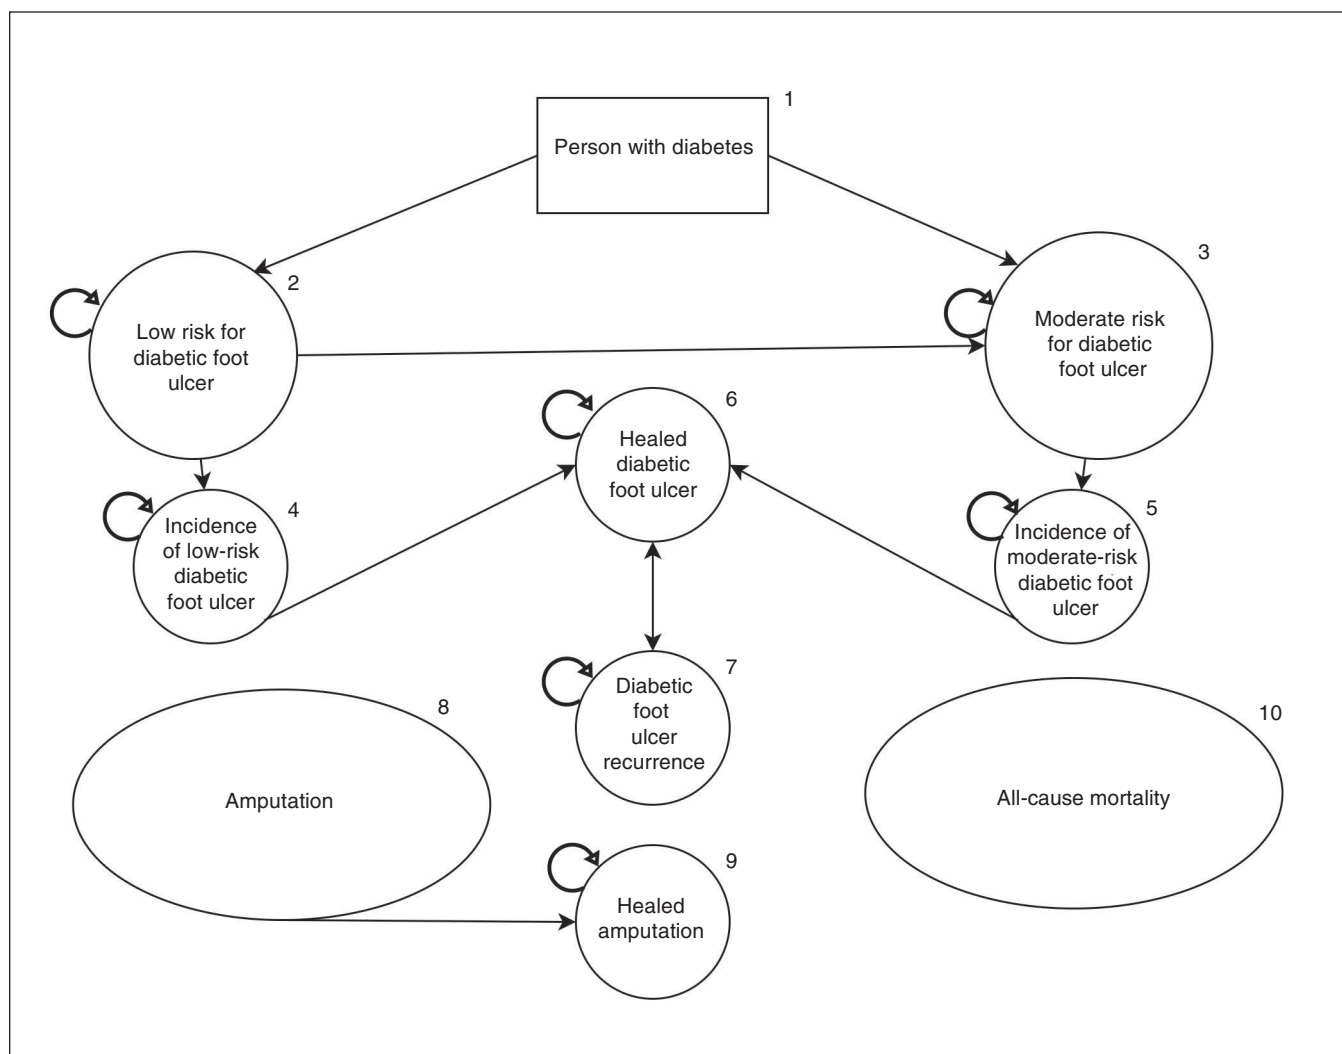 1
Person with diabetes
2
Low risk for
diabetic foot
ulcer
3
Moderate risk
for diabetic
foot ulcer
4
Incidence
of low-risk
diabetic
foot ulcer
6
Healed
diabetic
foot ulcer
5
Incidence of
moderate-risk
diabetic foot
ulcer
7
Diabetic
foot
ulcer
recurrence
8
Amputation
10
All-cause mortality
9
Healed
amputation